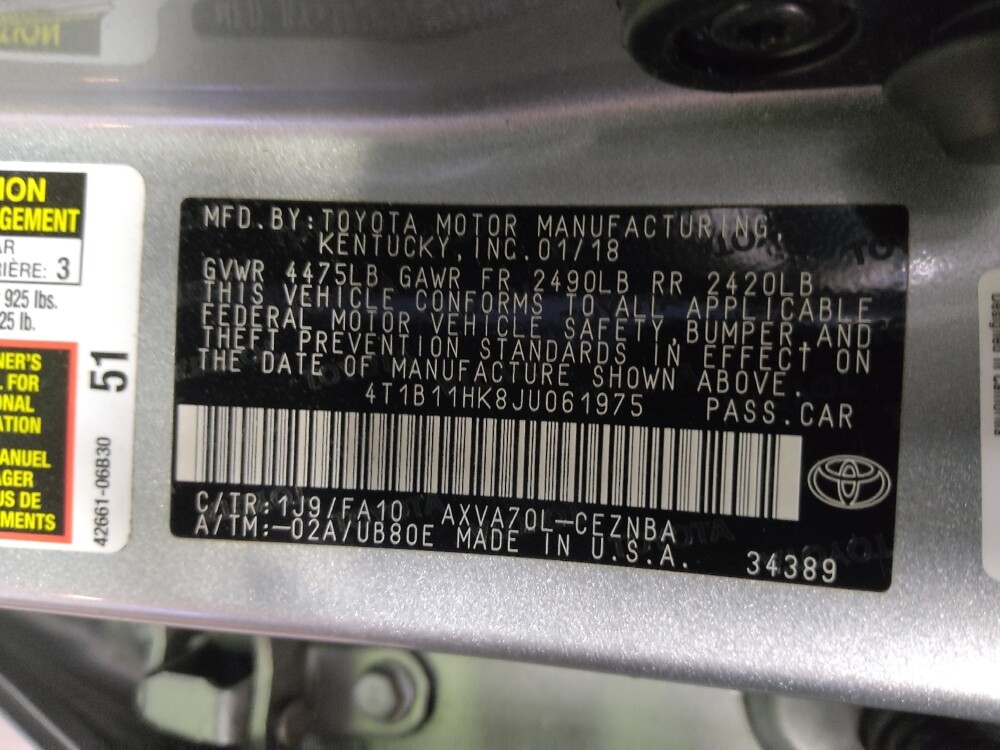 ION
GEMENT
AR
RIÈRE: 3
925 lbs.
25 lb.
NER'S
L FOR
ONAL
ATION
ANUEL
AGER
US DE
MENTS
51
42661-06B30
MFD.BY:TOYOTA MOTOR MANUFACTURING,
KENTUCKY,INC.01/18
GVWR 4475LB GAWR FR 2490LB RR 2420LB
THIS VEHICLE CONFORMS TO ALL APPLICABLE
FEDERAL MOTOR VEHICLE SAFETY,BUMPER,AND
THEFT PREVENTION STANDARDS IN EFFECT ON
THE DATE OF MANUFACTURE SHOWN ABOVE.
4T1B11HK8JU061975 PASS.CAR
C/TR:1J9/FA10 AXVA70L-CEZNBA
A/TM:-02A/UB80E MADE IN U.S.A. 34389